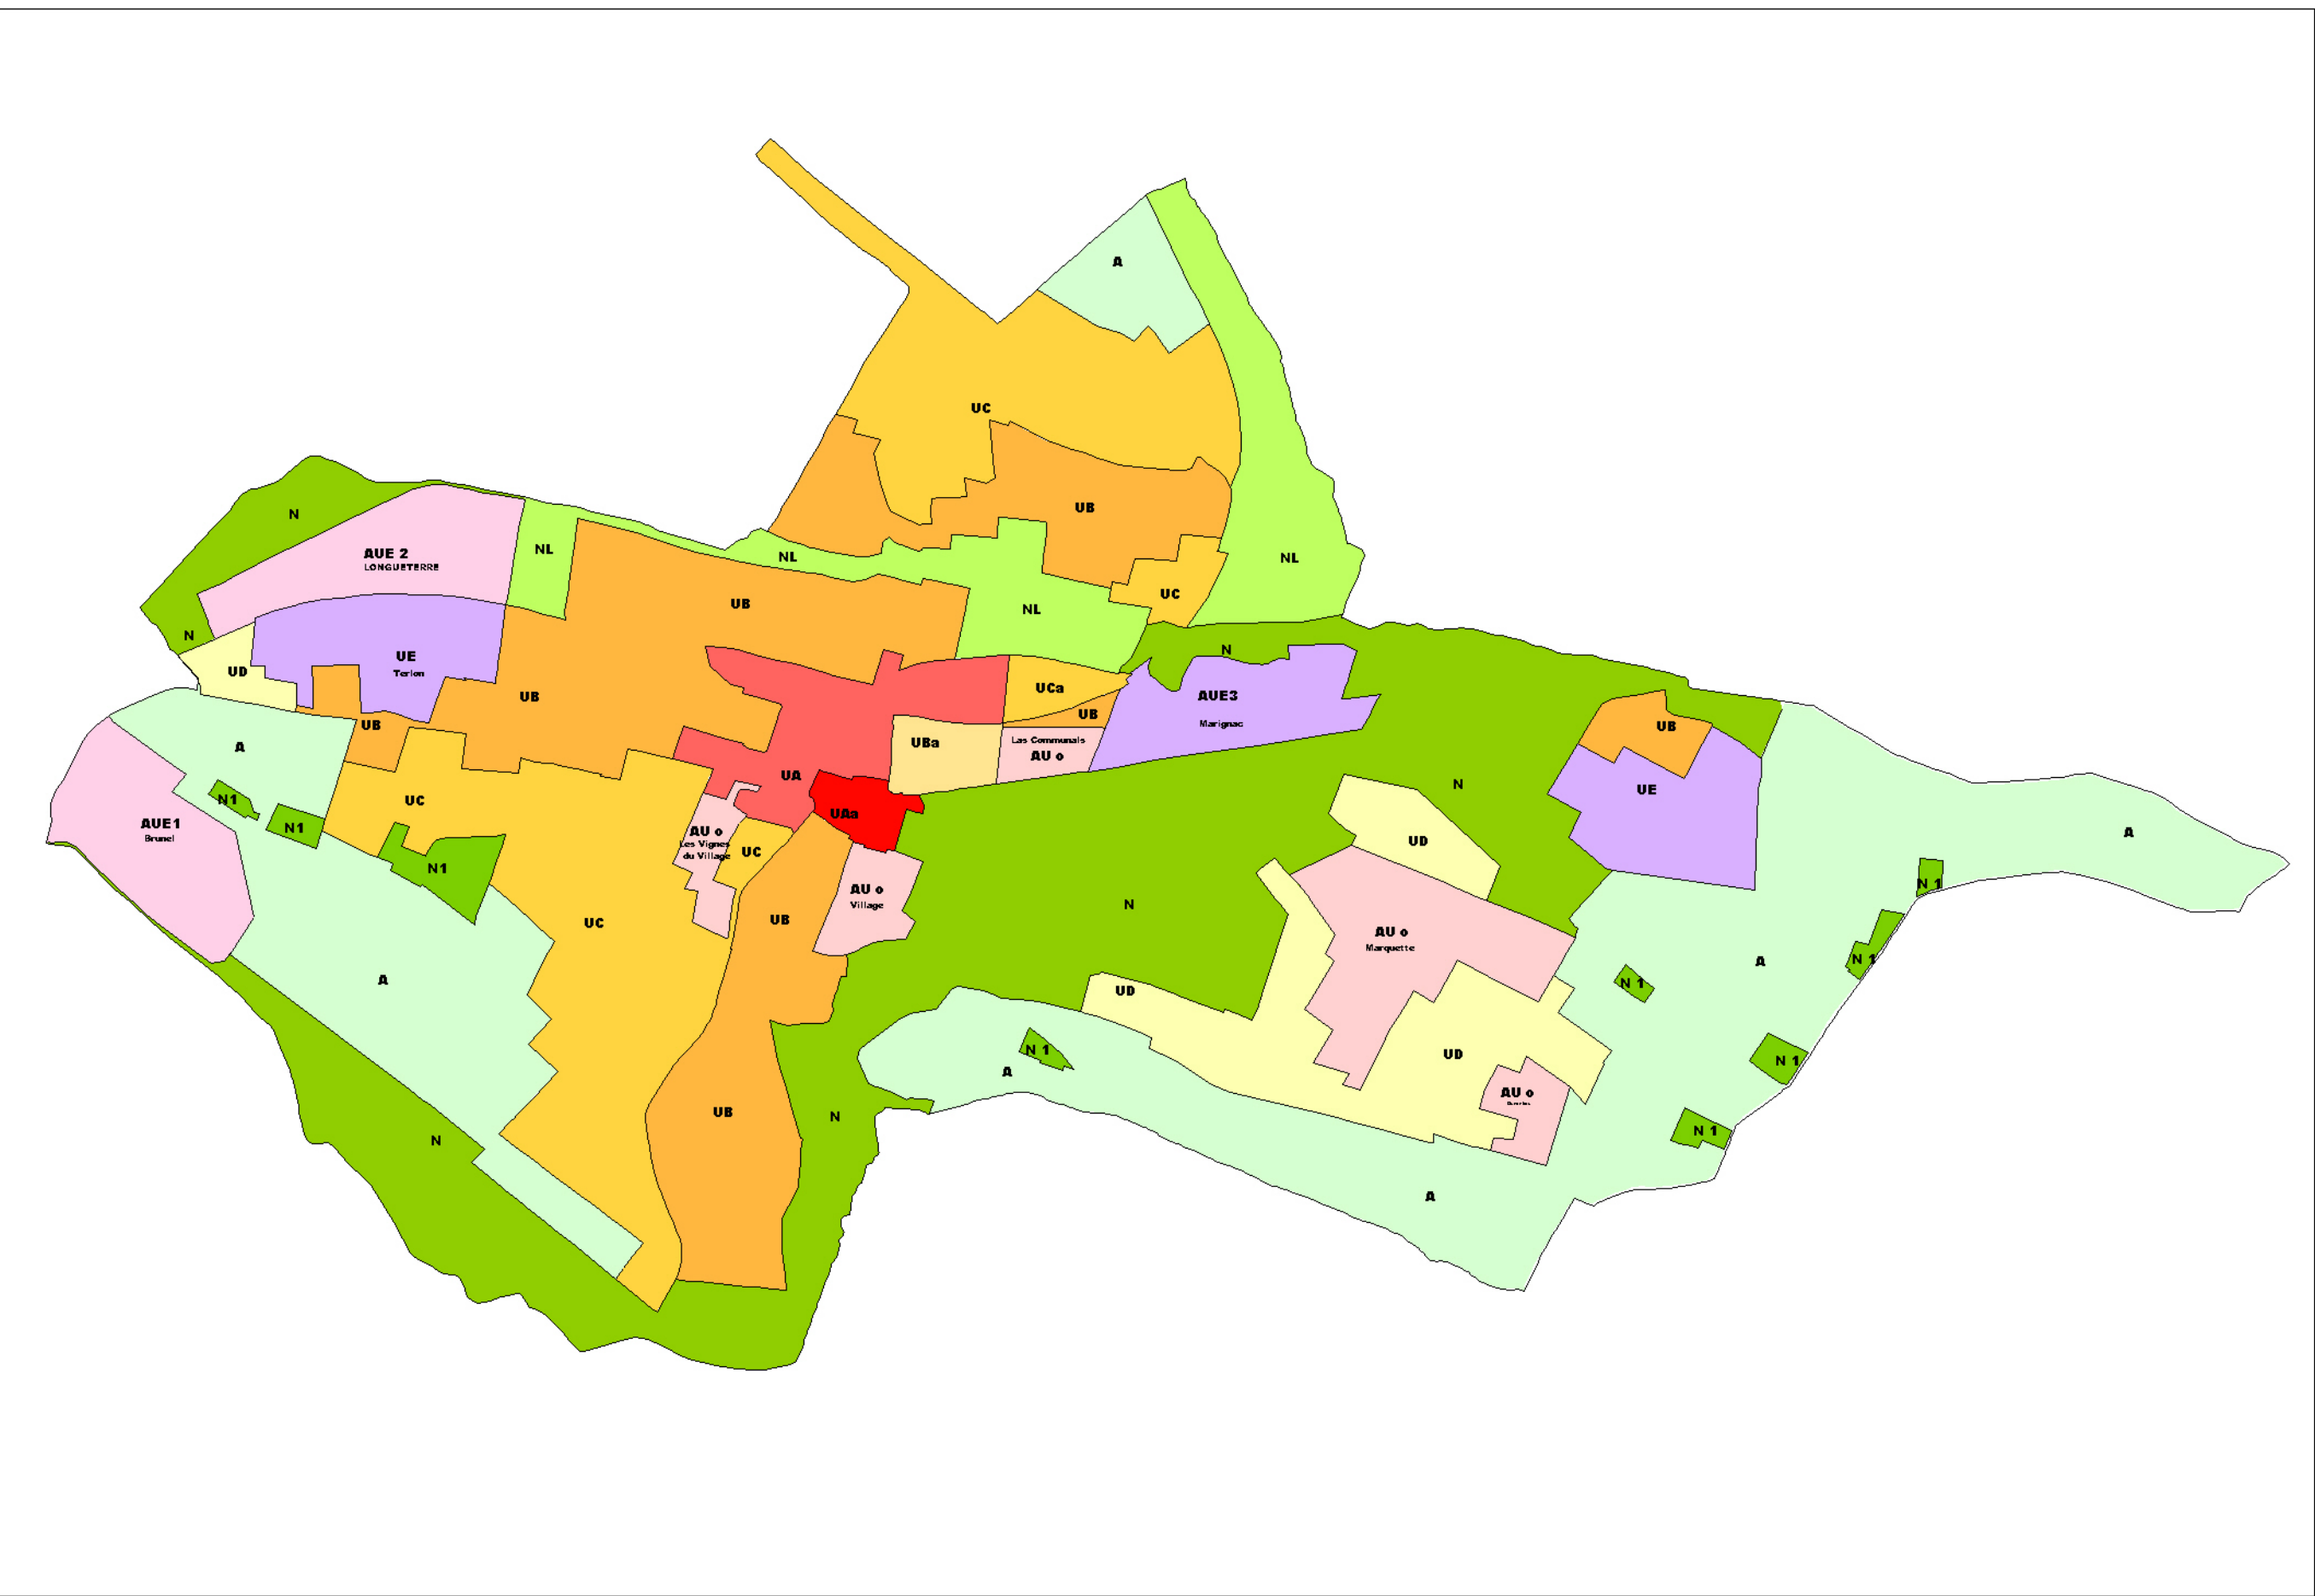 A
UC
N
UB
AUE 2
LONGUETERRE
NL
NL
NL
UC
UB
NL
N
UD
UE
Terlon
N
UB
UCa
AUE3
Marignac
UB
UB
UB
A
UBa
Las Communals
AU o
UA
N
UE
N1
UC
UAa
AUE1
Brunel
N1
AU o
Les Vignes
du Village
UD
A
UC
N1
AU o
Village
N 1
UC
UB
N
AU o
Marquette
A
N 1
A
N 1
UD
N 1
UD
N 1
A
AU o
UB
N
N 1
N
A